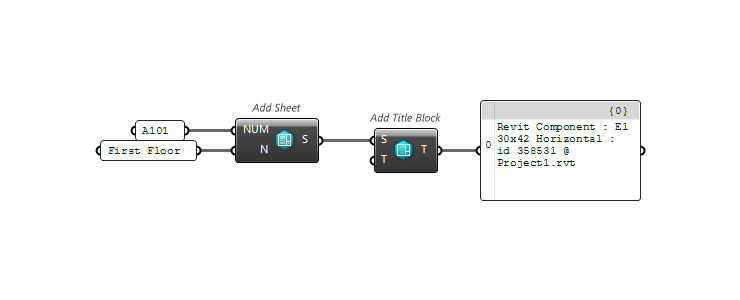 Add Sheet
A101
First Floor
NUM
N
S
Add Title Block
S
T
T
{0}
0
Revit Component : E1
30x42 Horizontal :
id 358531 @
Project1.rvt